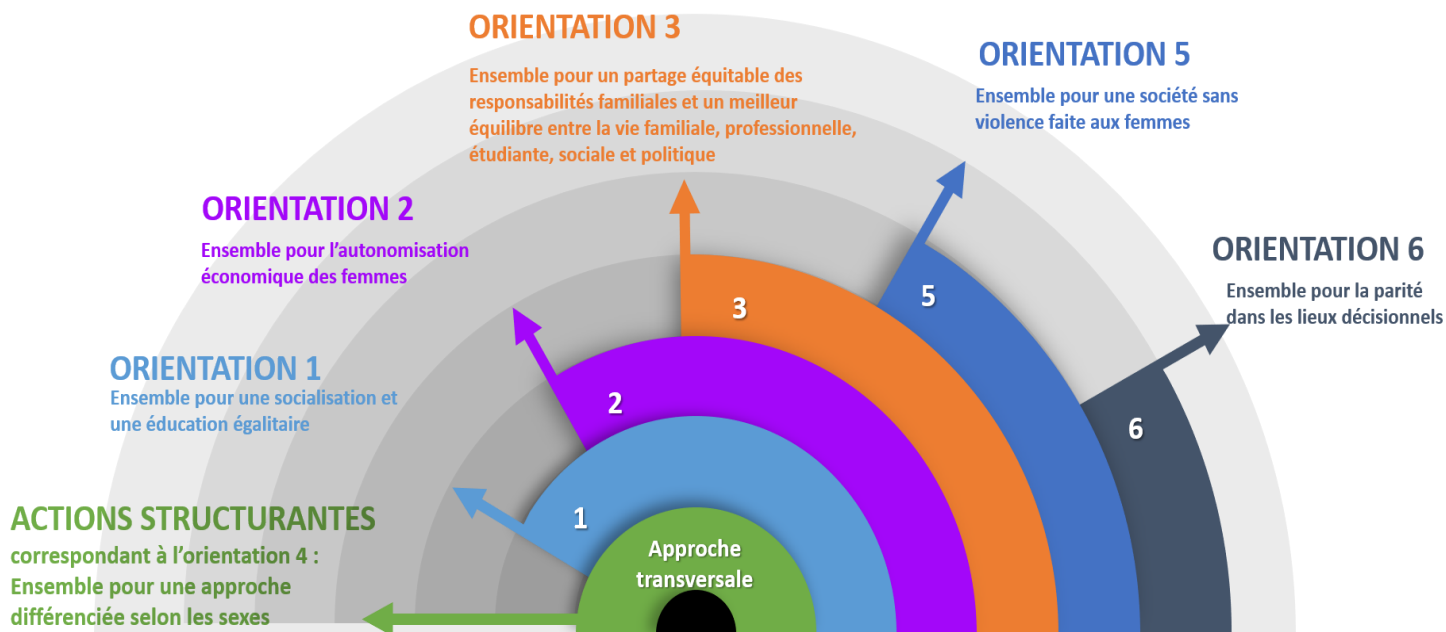 ORIENTATION 3
Ensemble pour un partage équitable des
responsabilités familiales et un meilleur
équilibre entre la vie familiale, professionnelle,
étudiante, sociale et politique
ORIENTATION 5
Ensemble pour une société sans
violence faite aux femmes
ORIENTATION 2
Ensemble pour l'autonomisation
économique des femmes
ORIENTATION 6
Ensemble pour la parité
dans les lieux décisionnels
ORIENTATION 1
Ensemble pour une socialisation et
une éducation égalitaire
ACTIONS STRUCTURANTES
correspondant à l'orientation 4 :
Ensemble pour une approche
différenciée selon les sexes
1
2
3
5
6
Approche
transversale